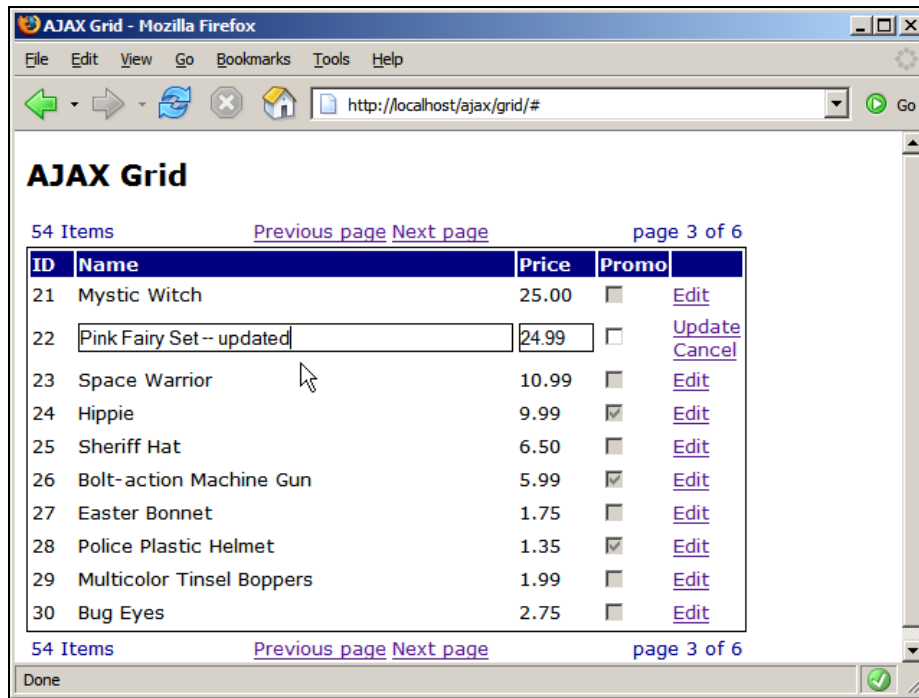 AJAX Grid - Mozilla Firefox
File Edit View Go Bookmarks Tools Help
http://localhost/ajax/grid/# Go
AJAX Grid
54 Items Previous page Next page page 3 of 6
ID Name Price Promo
21 Mystic Witch 25.00 Edit
22 Pink Fairy Set -- updated 24.99 Update
Cancel
23 Space Warrior 10.99 Edit
24 Hippie 9.99 Edit
25 Sheriff Hat 6.50 Edit
26 Bolt-action Machine Gun 5.99 Edit
27 Easter Bonnet 1.75 Edit
28 Police Plastic Helmet 1.35 Edit
29 Multicolor Tinsel Boppers 1.99 Edit
30 Bug Eyes 2.75 Edit
54 Items Previous page Next page page 3 of 6
Done